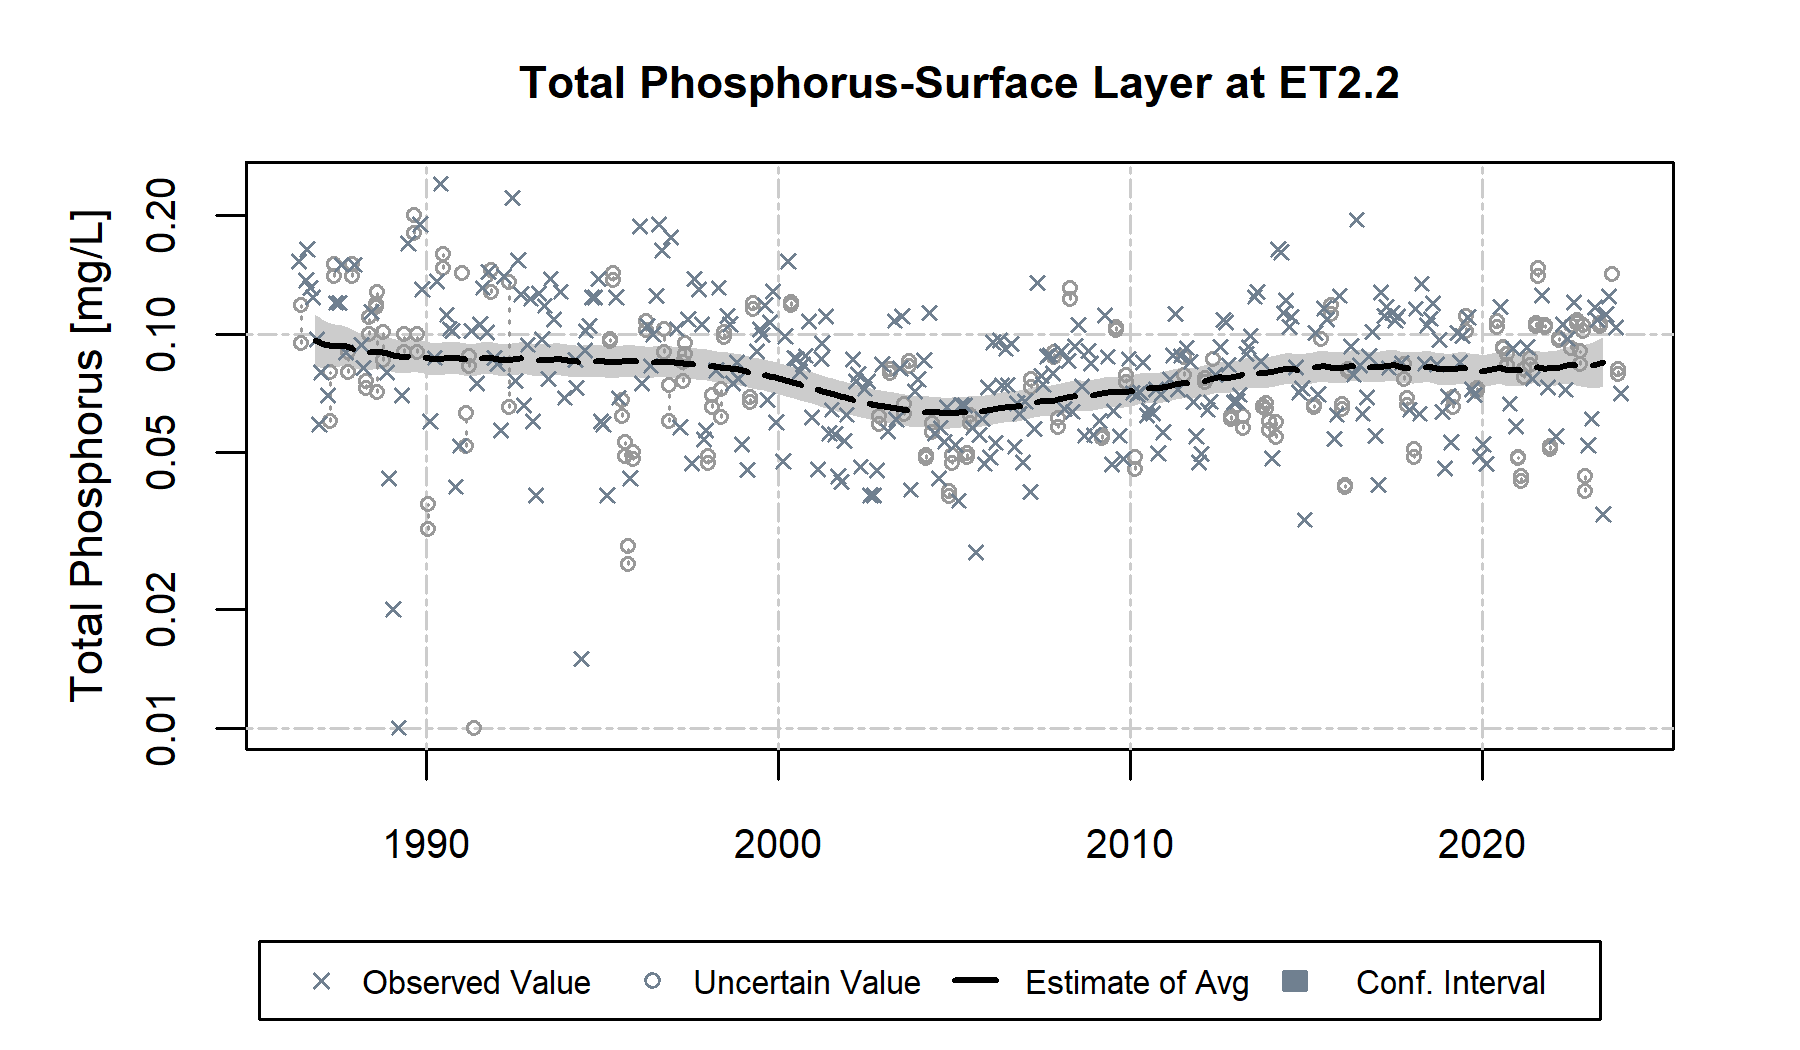 Total Phosphorus-Surface Layer at ET2.2
Total Phosphorus [mg/L]
0.20
0.10
0.05
0.02
0.01
1990 2000 2010 2020
Observed Value Uncertain Value Estimate of Avg Conf. Interval